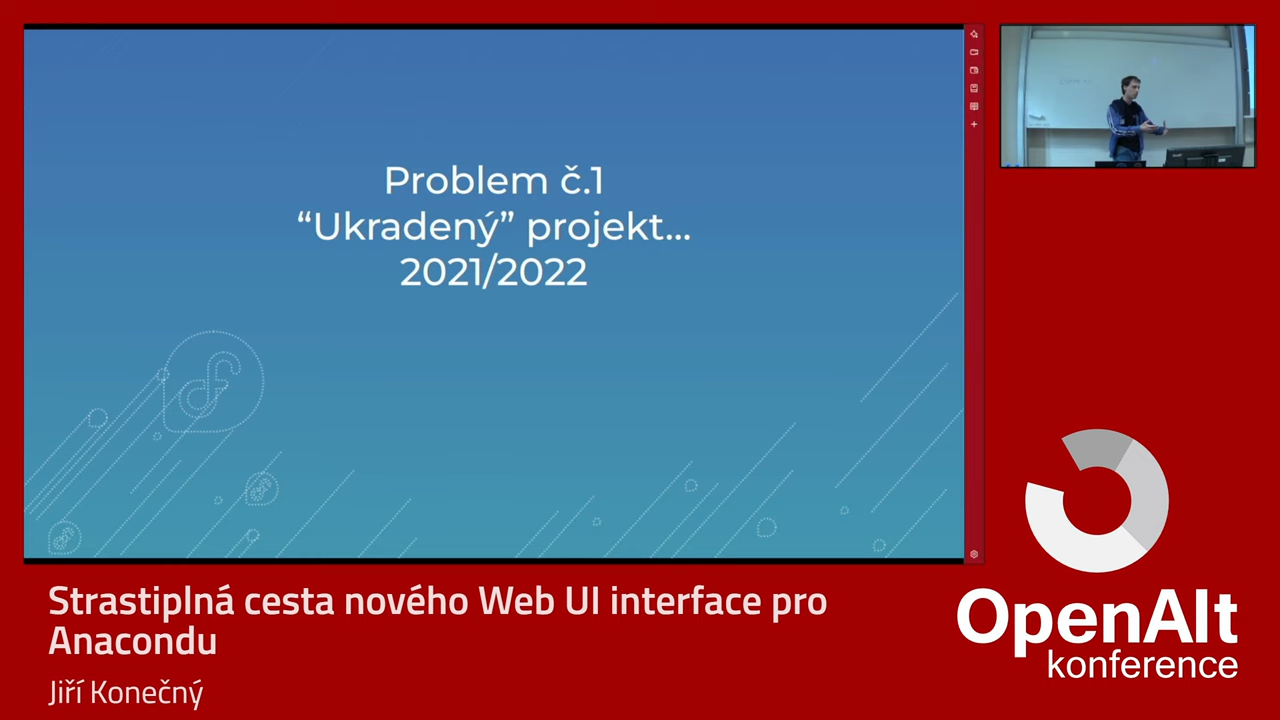 Problem č.1
“Ukradený” projekt...
2021/2022
Strastiplná cesta nového Web UI interface pro
Anacondu
Jiří Konečný
OpenAlt
konference